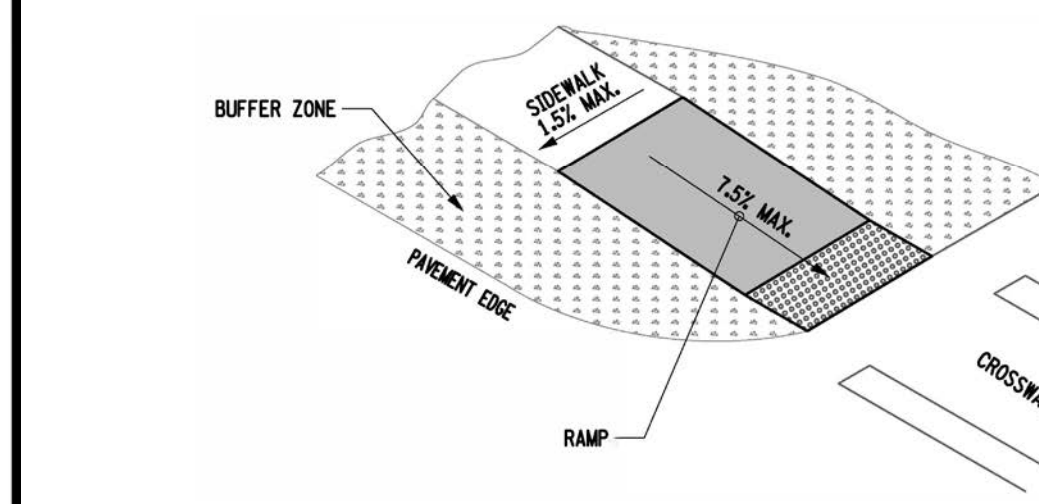 SIDEWALK
1.5% MAX.
BUFFER ZONE
7.5% MAX.
PAVEMENT EDGE
RAMP